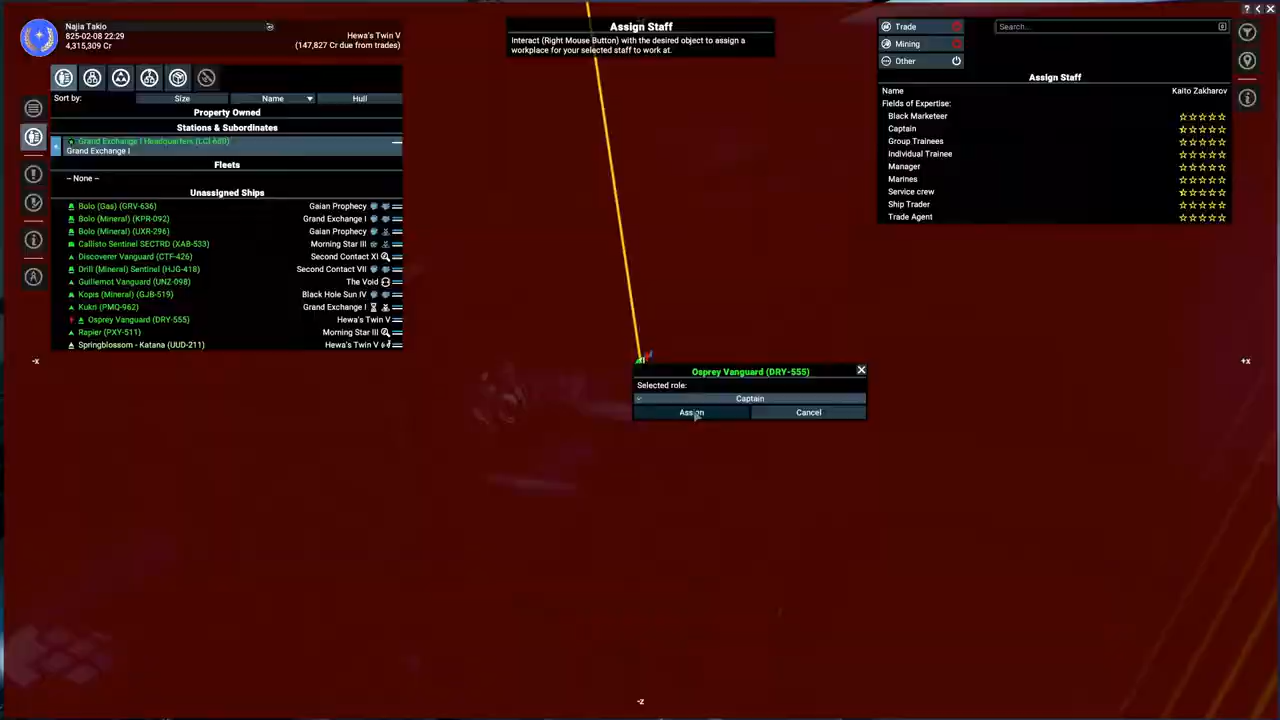 Najia Takio
825-02-08 22:29
4,315,309 Cr
Hewa's Twin V
(147,827 Cr due from trades)
Sort by:
Size
Name
Hull
Property Owned
Stations & Subordinates
Grand Exchange I Headquarters (LCI-680)
Grand Exchange I
Fleets
-- None --
Unassigned Ships
Bolo (Gas) (GRV-636) Gaian Prophecy
Bolo (Mineral) (KPR-092) Grand Exchange I
Bolo (Mineral) (UXR-296) Gaian Prophecy
Callisto Sentinel SECTRD (XAB-533) Morning Star III
Discoverer Vanguard (CTF-426) Second Contact XI
Drill (Mineral) Sentinel (HJG-418) Second Contact VII
Guillemot Vanguard (UNZ-098) The Void
Kopis (Mineral) (GJB-519) Black Hole Sun IV
Kukri (PMQ-962) Grand Exchange I
Osprey Vanguard (DRY-555) Hewa's Twin V
Rapier (PXY-511) Morning Star III
Springblossom - Katana (UUD-211) Hewa's Twin V
Assign Staff
Interact (Right Mouse Button) with the desired object to assign a
workplace for your selected staff to work at.
Trade
Mining
Other
Search...
Assign Staff
Name Kaito Zakharov
Fields of Expertise:
Black Marketeer
Captain
Group Trainees
Individual Trainee
Manager
Marines
Service crew
Ship Trader
Trade Agent
-x
+x
Osprey Vanguard (DRY-555)
Selected role:
Captain
Assign
Cancel
-z